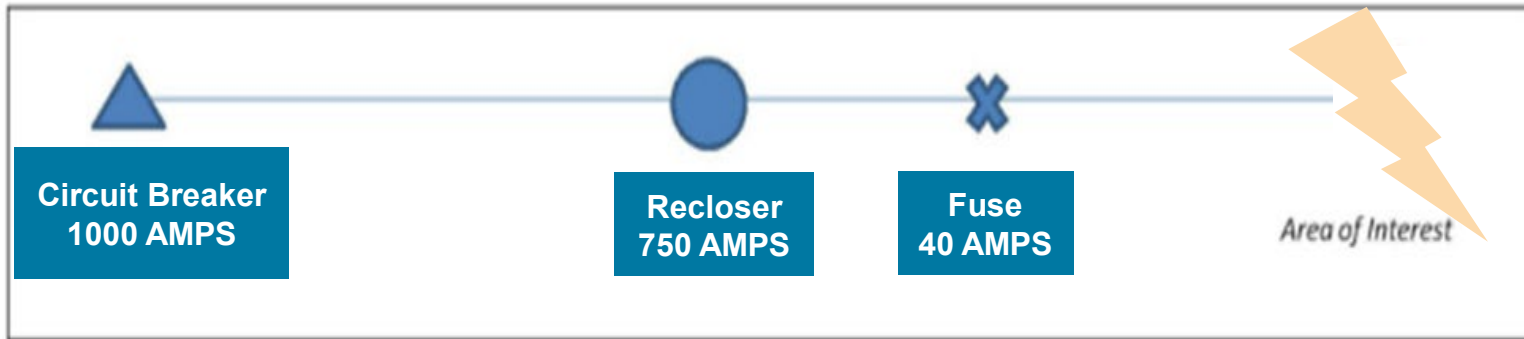 Circuit Breaker
1000 AMPS
Recloser
750 AMPS
Fuse
40 AMPS
Area of Interest